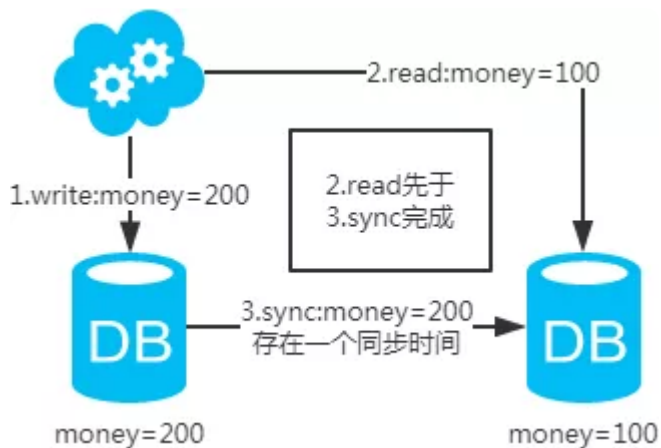 2.read:money=100
1.write:money=200
2.read先于
3.sync完成
3.sync:money=200
存在一个同步时间
DB
DB
money=200
money=100